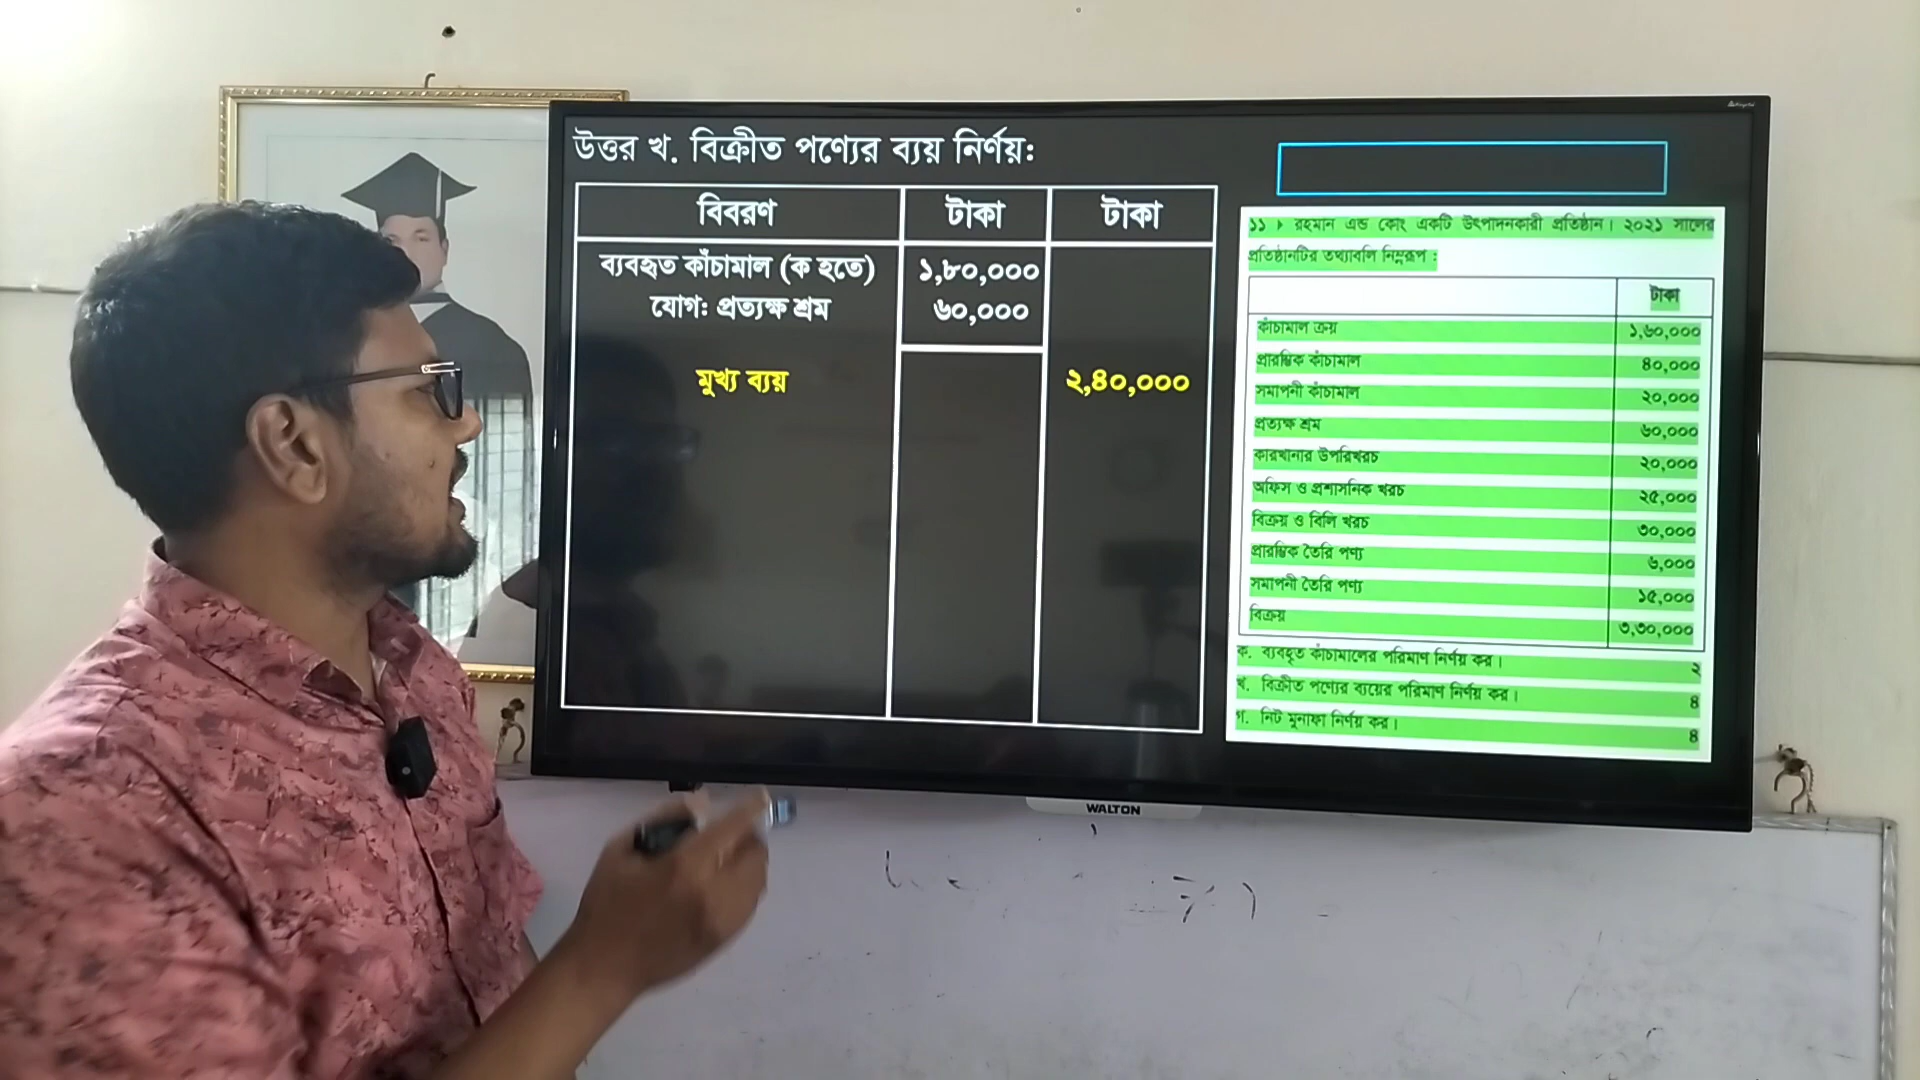 উত্তর খ. বিক্রীত পণ্যের ব্যয় নির্ণয়ঃ
বিবরণ টাকা টাকা
ব্যবহৃত কাঁচামাল (ক হতে) ১,৮০,০০০
যোগঃ প্রত্যক্ষ শ্রম ৬০,০০০
মুখ্য ব্যয় ২,৪০,০০০
১১ রহমান এন্ড কোং একটি উৎপাদনকারী প্রতিষ্ঠান। ২০২১ সালের
প্রতিষ্ঠানটির তথ্যাবলি নিম্নরূপ :
টাকা
কাঁচামাল ক্রয় ১,৬০,০০০
প্রারম্ভিক কাঁচামাল ৪০,০০০
সমাপনী কাঁচামাল ২০,০০০
প্রত্যক্ষ শ্রম ৬০,০০০
কারখানার উপরিখরচ ২০,০০০
অফিস ও প্রশাসনিক খরচ ২৫,০০০
বিক্রয় ও বিলি খরচ ৩০,০০০
প্রারম্ভিক তৈরি পণ্য ৬,০০০
সমাপনী তৈরি পণ্য ১৫,০০০
বিক্রয় ৩,৩০,০০০
ক. ব্যবহৃত কাঁচামালের পরিমাণ নির্ণয় কর। ২
খ. বিক্রীত পণ্যের ব্যয়ের পরিমাণ নির্ণয় কর। ৪
গ. নিট মুনাফা নির্ণয় কর। ৪
WALTON